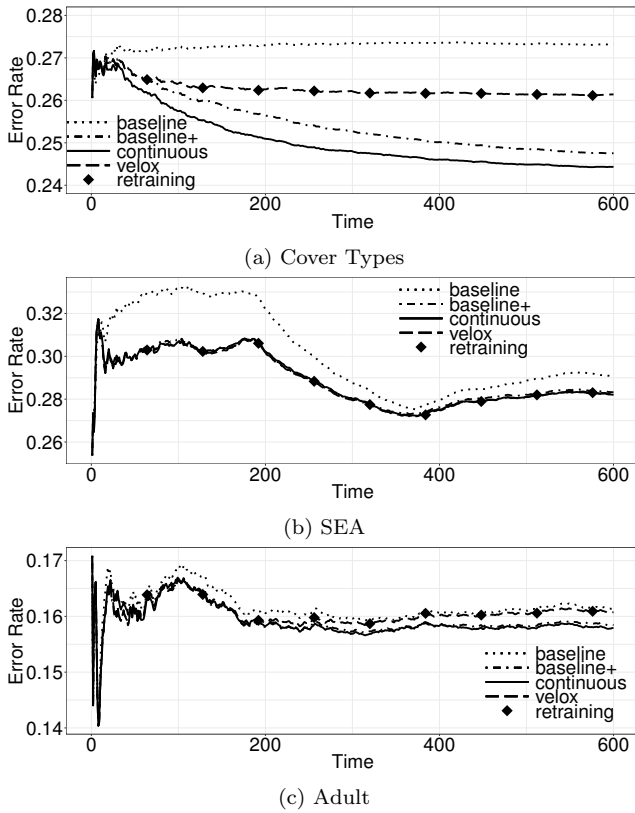 0.28
0.27
0.26
0.25
0.24
Error Rate
baseline
baseline+
continuous
velox
retraining
0 200 400 600
Time
(a) Cover Types
0.32
0.30
0.28
0.26
Error Rate
baseline
baseline+
continuous
velox
retraining
0 200 400 600
Time
(b) SEA
0.17
0.16
0.15
0.14
Error Rate
baseline
baseline+
continuous
velox
retraining
0 200 400 600
Time
(c) Adult